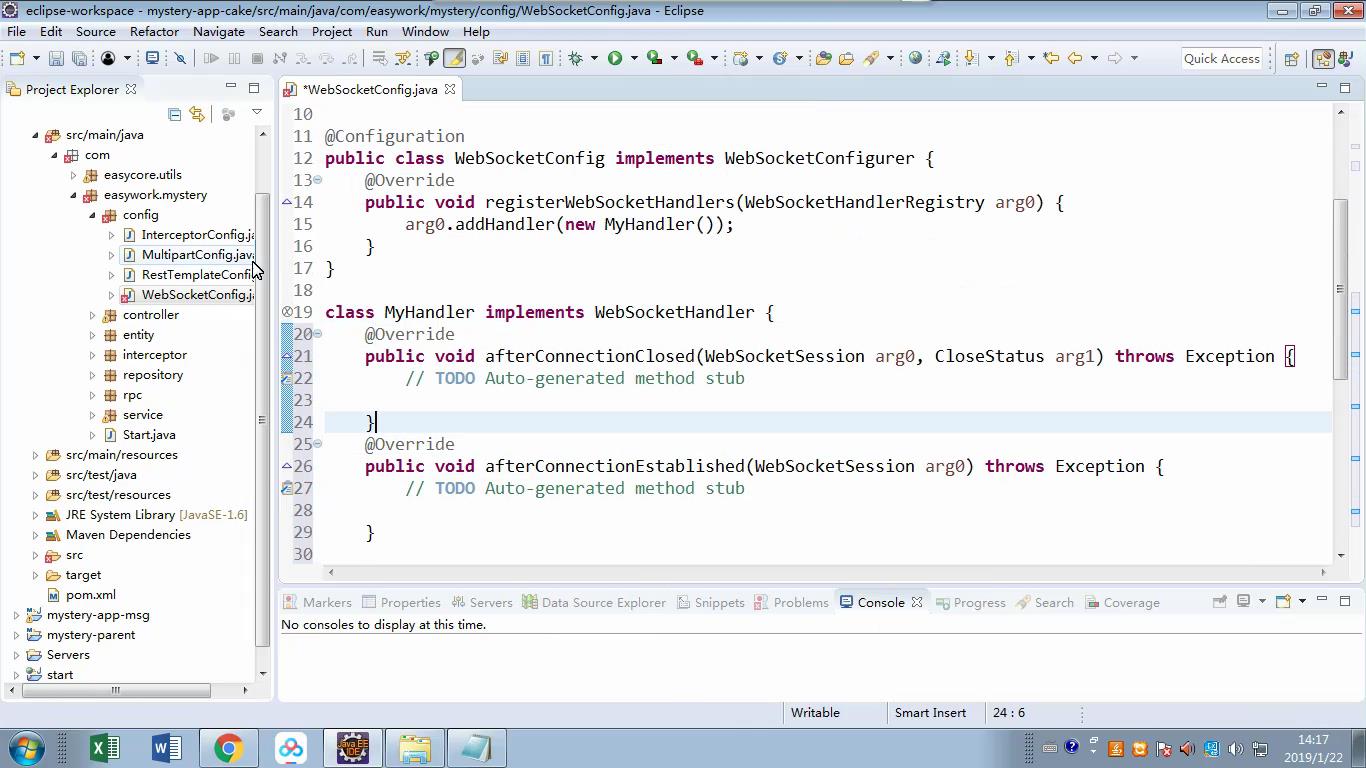 eclipse-workspace - mystery-app-cake/src/main/java/com/easywork/mystery/config/WebSocketConfig.java - Eclipse
File Edit Source Refactor Navigate Search Project Run Window Help
Quick Access
Project Explorer
src/main/java
com
easycore.utils
easywork.mystery
config
InterceptorConfig.ja
MultipartConfig.java
RestTemplateConfig
WebSocketConfig.ja
controller
entity
interceptor
repository
rpc
service
Start.java
src/main/resources
src/test/java
src/test/resources
JRE System Library [JavaSE-1.6]
Maven Dependencies
src
target
pom.xml
mystery-app-msg
mystery-parent
Servers
start
*WebSocketConfig.java
10
11 @Configuration
12 public class WebSocketConfig implements WebSocketConfigurer {
13 @Override
14 public void registerWebSocketHandlers(WebSocketHandlerRegistry arg0) {
15 arg0.addHandler(new MyHandler());
16 }
17 }
18
19 class MyHandler implements WebSocketHandler {
20 @Override
21 public void afterConnectionClosed(WebSocketSession arg0, CloseStatus arg1) throws Exception {
22 // TODO Auto-generated method stub
23
24 }
25 @Override
26 public void afterConnectionEstablished(WebSocketSession arg0) throws Exception {
27 // TODO Auto-generated method stub
28
29 }
30
Markers Properties Servers Data Source Explorer Snippets Problems Console Progress Search Coverage
No consoles to display at this time.
Writable Smart Insert 24 : 6
Java EE
IDE
14:17
2019/1/22